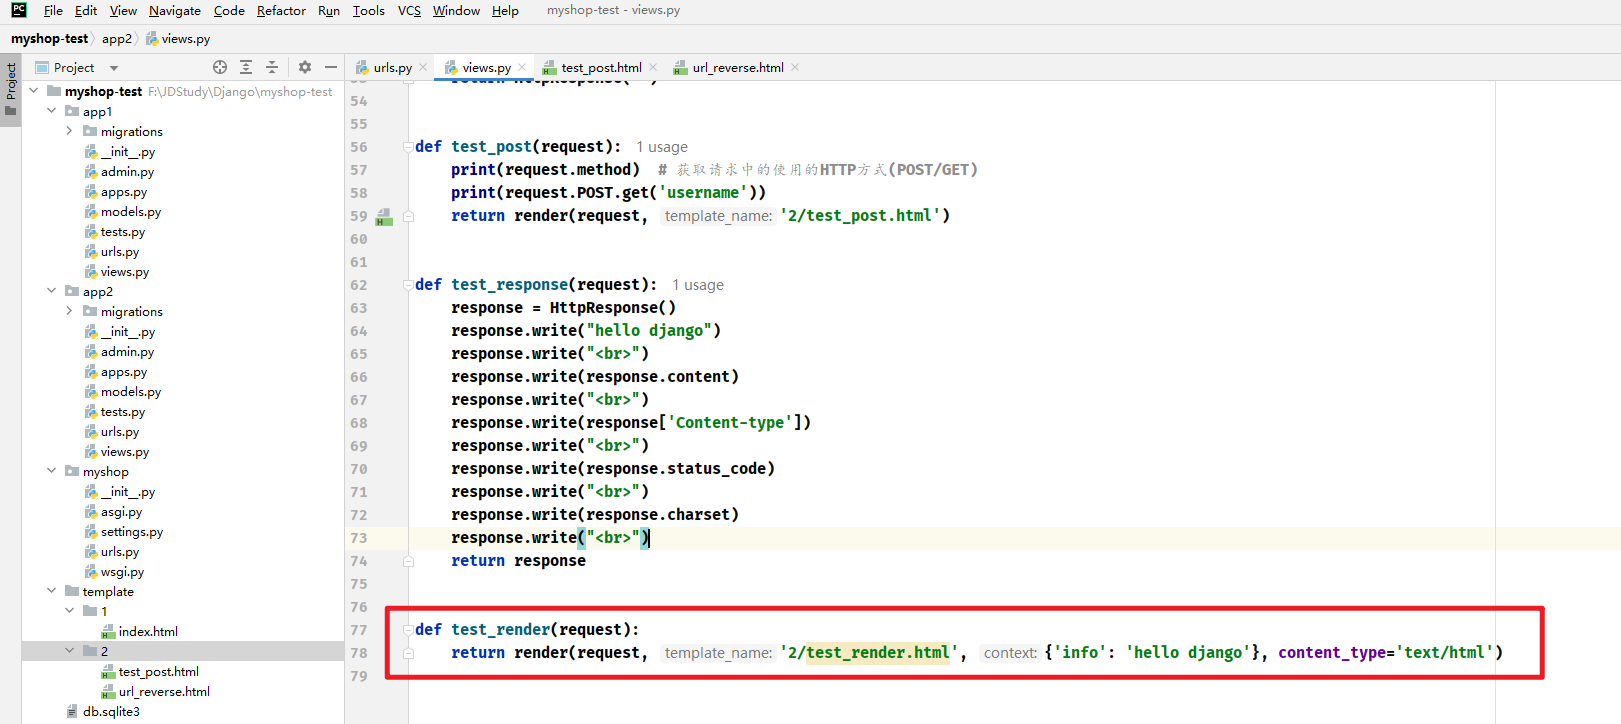 PC File Edit View Navigate Code Refactor Run Tools VCS Window Help myshop-test - views.py
myshop-test app2 views.py
Project
Project
urls.py views.py test_post.html url_reverse.html
myshop-test F:\JDStudy\Django\myshop-test
app1
migrations
__init__.py
admin.py
apps.py
models.py
tests.py
urls.py
views.py
app2
migrations
__init__.py
admin.py
apps.py
models.py
tests.py
urls.py
views.py
myshop
__init__.py
asgi.py
settings.py
urls.py
wsgi.py
template
1
index.html
2
test_post.html
url_reverse.html
db.sqlite3
54
55
56 def test_post(request): 1 usage
57 print(request.method) # 获取请求中的使用的HTTP方式(POST/GET)
58 print(request.POST.get('username'))
59 return render(request, template_name: '2/test_post.html')
60
61
62 def test_response(request): 1 usage
63 response = HttpResponse()
64 response.write("hello django")
65 response.write("<br>")
66 response.write(response.content)
67 response.write("<br>")
68 response.write(response['Content-type'])
69 response.write("<br>")
70 response.write(response.status_code)
71 response.write("<br>")
72 response.write(response.charset)
73 response.write("<br>")
74 return response
75
76
77 def test_render(request):
78 return render(request, template_name: '2/test_render.html', context: {'info': 'hello django'}, content_type='text/html')
79